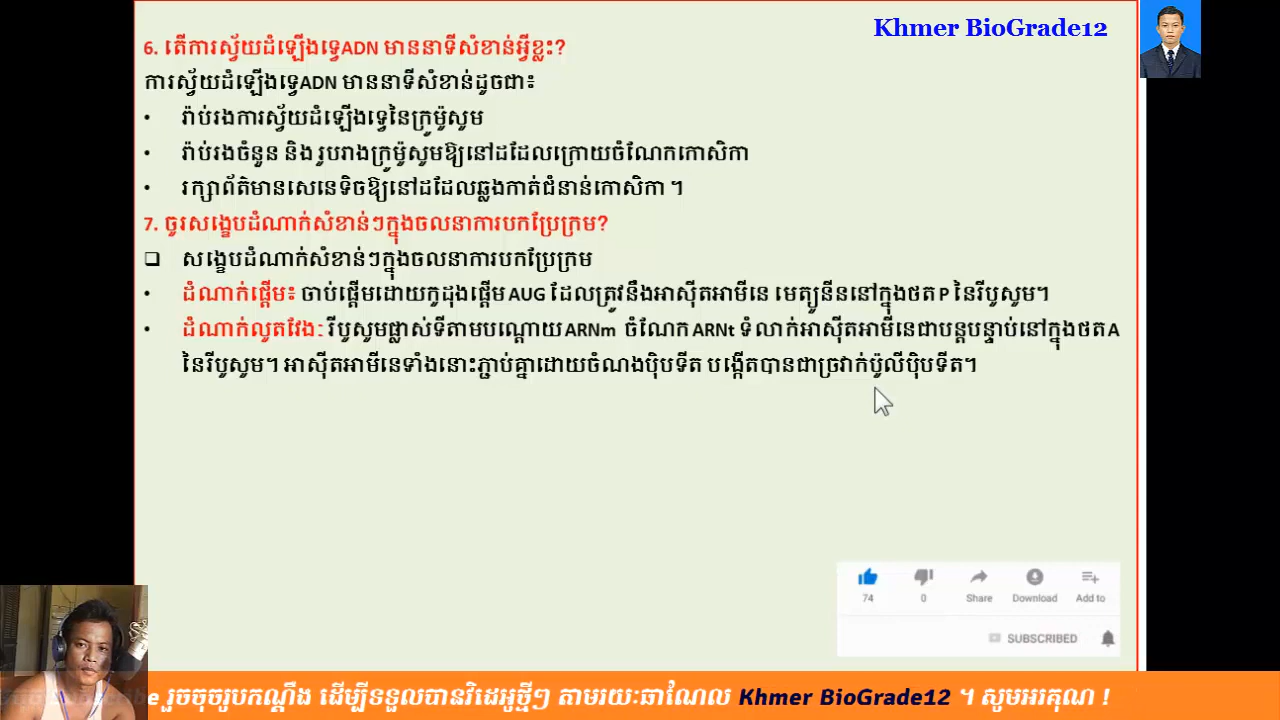 Khmer BioGrade12
6. តើការស្វ័យដំឡើងទ្វេADN មាននាទីសំខាន់អ្វីខ្លះ?
ការស្វ័យដំឡើងទ្វេADN មាននាទីសំខាន់ដូចជា៖
• រ៉ាប់រងការស្វ័យដំឡើងទ្វេនៃក្រូម៉ូសូម
• រ៉ាប់រងចំនួន និង រូបរាងក្រូម៉ូសូមឱ្យនៅដដែលក្រោយចំណែកកោសិកា
• រក្សាព័ត៌មានសេនេទិចឱ្យនៅដដែលឆ្លងកាត់ជំនាន់កោសិកា ។
7. ចូរសង្ខេបដំណាក់សំខាន់ៗក្នុងចលនាការបកប្រែក្រម?
❑ សង្ខេបដំណាក់សំខាន់ៗក្នុងចលនាការបកប្រែក្រម
• ដំណាក់ផ្ដើម៖ ចាប់ផ្ដើមដោយកូដុងផ្ដើម AUG ដែលត្រូវនឹងអាស៊ីតអាមីនេ មេត្យូនីននៅក្នុងថត P នៃរីបូសូម។
• ដំណាក់លូតវែង: រីបូសូមផ្លាស់ទីតាមបណ្ដោយ ARNm ចំណែក ARNt ទំលាក់អាស៊ីតអាមីនេជាបន្តបន្ទាប់នៅក្នុងថត A
នៃរីបូសូម។ អាស៊ីតអាមីនេទាំងនោះភ្ជាប់គ្នាដោយចំណងប៉ិបទីត បង្កើតបានជាច្រវាក់ប៉ូលីប៉ិបទីត។
74 0 Share Download Add to
SUBSCRIBED
រួចចុចរូបកណ្ដឹង ដើម្បីទទួលបានវិដេអូថ្មីៗ តាមរយៈឆាណែល Khmer BioGrade12 ។ សូមអរគុណ !